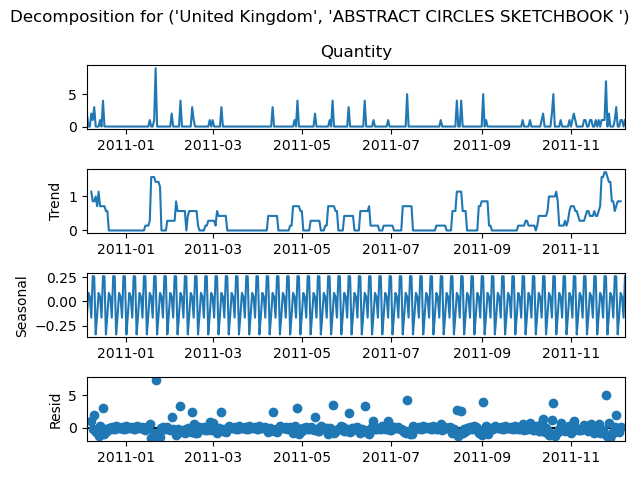 Decomposition for ('United Kingdom', 'ABSTRACT CIRCLES SKETCHBOOK ')
Quantity
5
0
2011-01 2011-03 2011-05 2011-07 2011-09 2011-11
Trend
1
0
2011-01 2011-03 2011-05 2011-07 2011-09 2011-11
Seasonal
0.25
0.00
−0.25
2011-01 2011-03 2011-05 2011-07 2011-09 2011-11
Resid
5
0
2011-01 2011-03 2011-05 2011-07 2011-09 2011-11